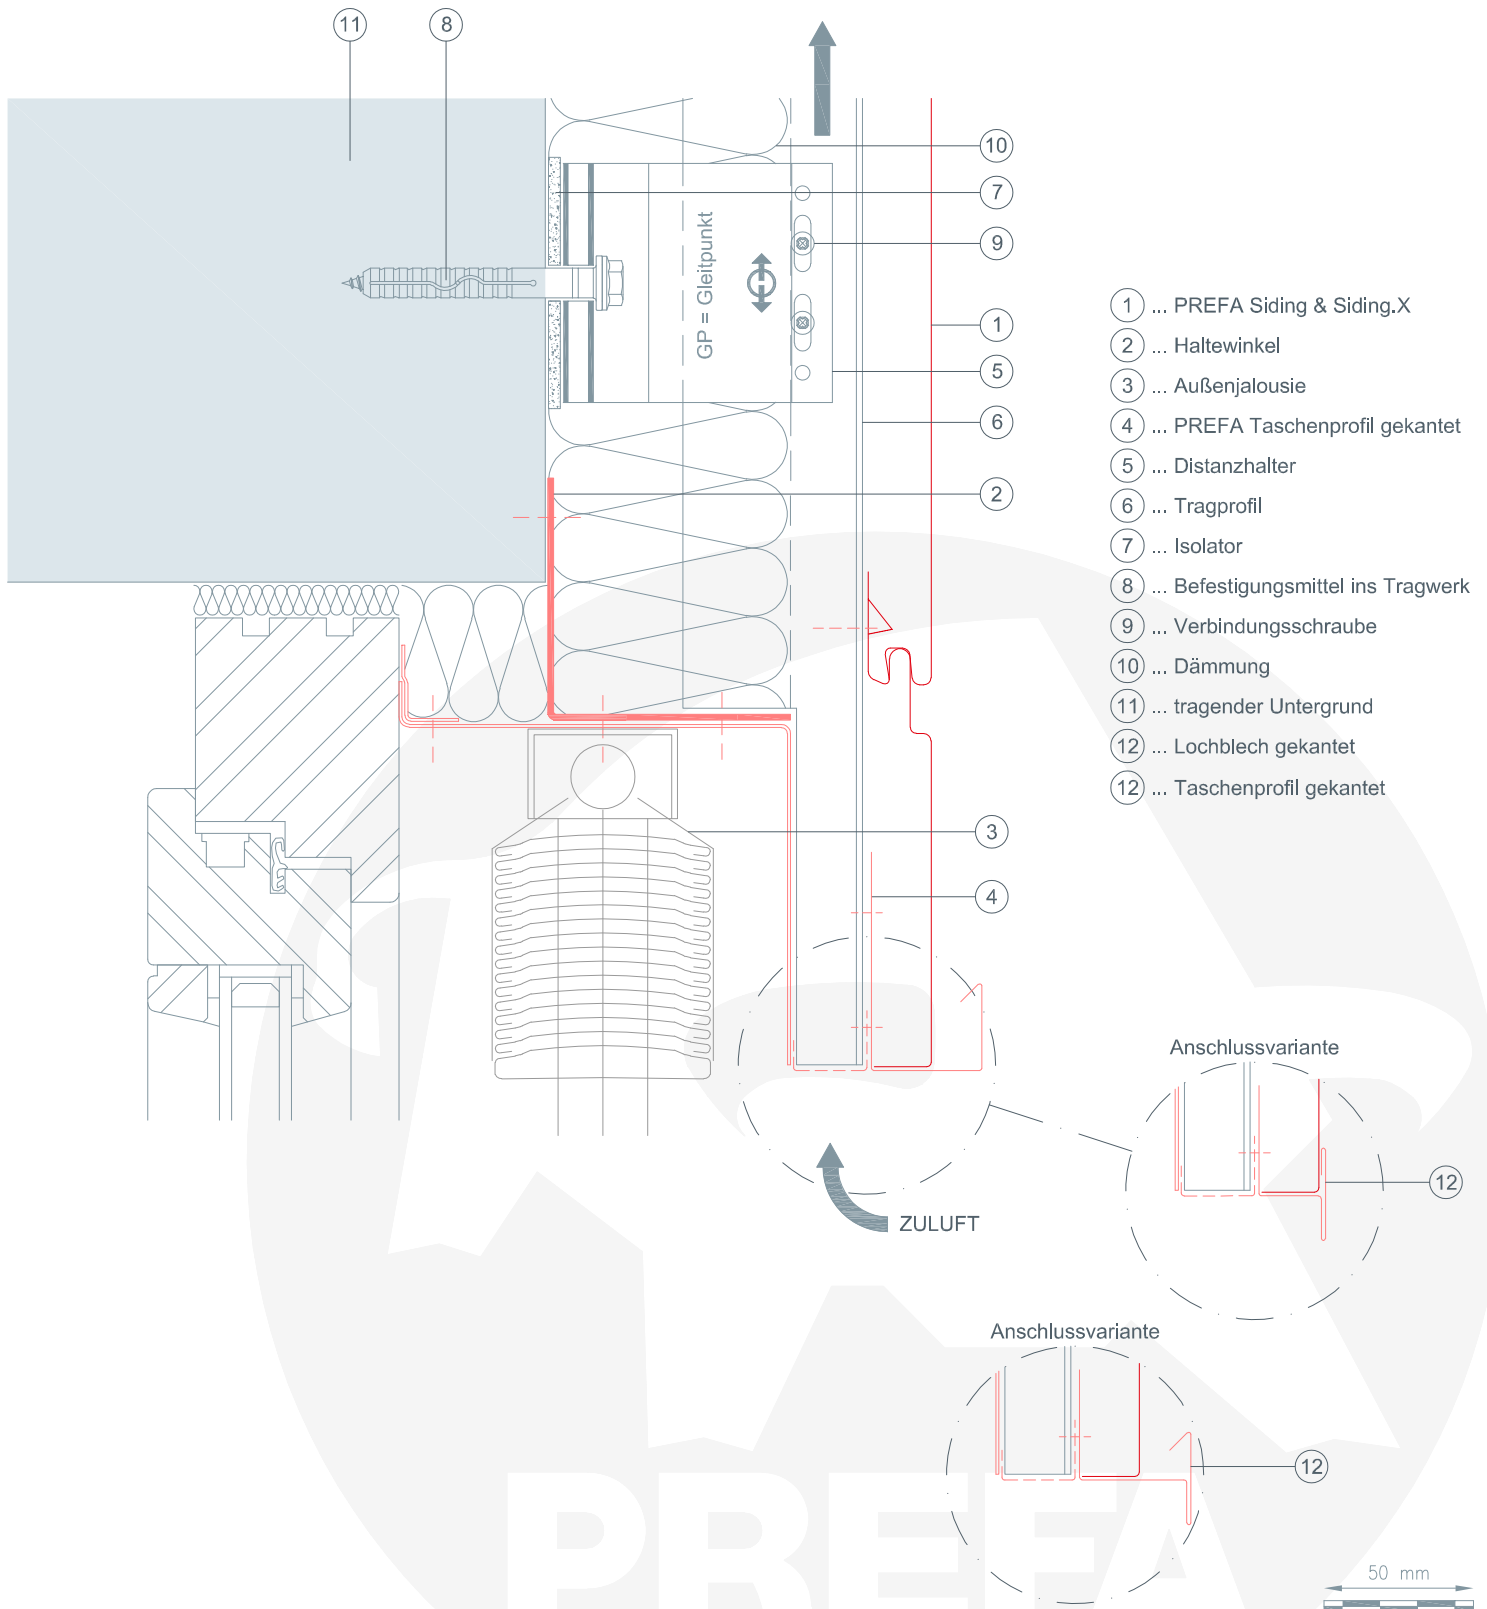 11
8
10
7
9
GP = Gleitpunkt
1
5
6
2
1 ... PREFA Siding & Siding.X
2 ... Haltewinkel
3 ... Außenjalousie
4 ... PREFA Taschenprofil gekantet
5 ... Distanzhalter
6 ... Tragprofil
7 ... Isolator
8 ... Befestigungsmittel ins Tragwerk
9 ... Verbindungsschraube
10 ... Dämmung
11 ... tragender Untergrund
12 ... Lochblech gekantet
12 ... Taschenprofil gekantet
3
4
Anschlussvariante
12
ZULUFT
Anschlussvariante
12
PREFA
50 mm